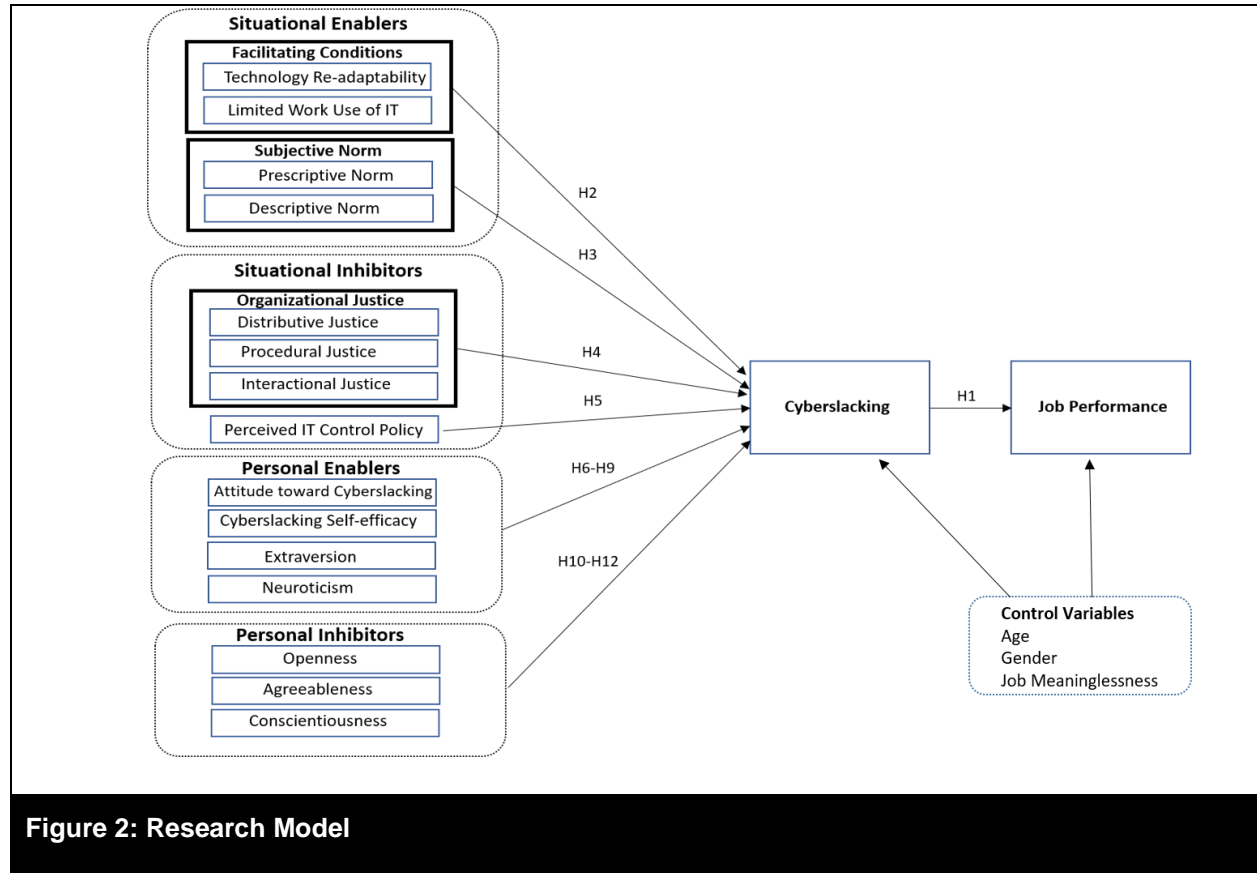 Situational Enablers
Facilitating Conditions
Technology Re-adaptability
Limited Work Use of IT
Subjective Norm
Prescriptive Norm
Descriptive Norm
Situational Inhibitors
Organizational Justice
Distributive Justice
Procedural Justice
Interactional Justice
Perceived IT Control Policy
Personal Enablers
Attitude toward Cyberslacking
Cyberslacking Self-efficacy
Extraversion
Neuroticism
Personal Inhibitors
Openness
Agreeableness
Conscientiousness
H2
H3
H4
H5
H6-H9
H10-H12
Cyberslacking
H1
Job Performance
Control Variables
Age
Gender
Job Meaninglessness
Figure 2: Research Model